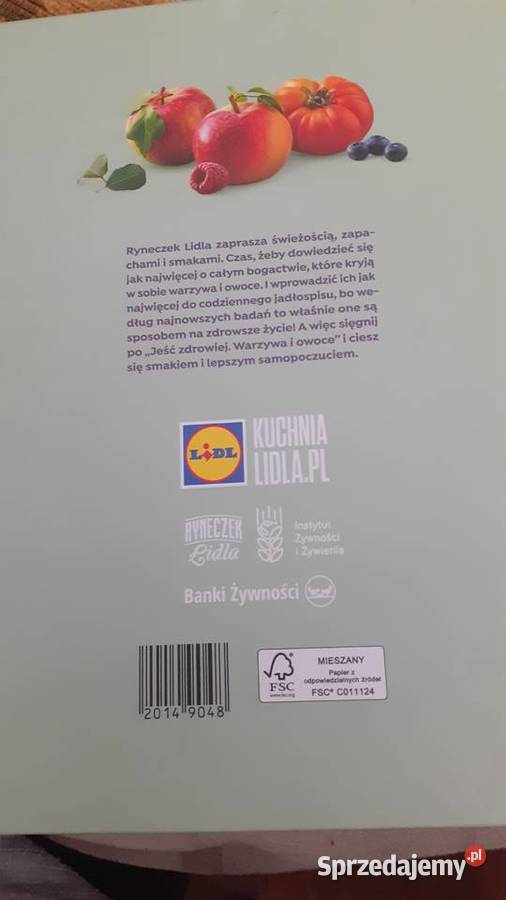 Ryneczek Lidla zaprasza świeżością, zapa-
chami i smakami. Czas, żeby dowiedzieć się
jak najwięcej o całym bogactwie, które kryją
w sobie warzywa i owoce. I wprowadzić ich jak
najwięcej do codziennego jadłospisu, bo we-
dług najnowszych badań to właśnie one są
sposobem na zdrowsze życie! A więc sięgnij
po „Jeść zdrowiej. Warzywa i owoce” i ciesz
się smakiem i lepszym samopoczuciem.
LIDL
KUCHNIA
LIDLA.PL
RYNECZEK
Lidla
Instytut
Żywności
i Żywienia
Banki Żywności
2014 9048
FSC
www.fsc.org
MIESZANY
Papier z
odpowiedzialnych źródeł
FSC® C011124
Sprzedajemy.pl